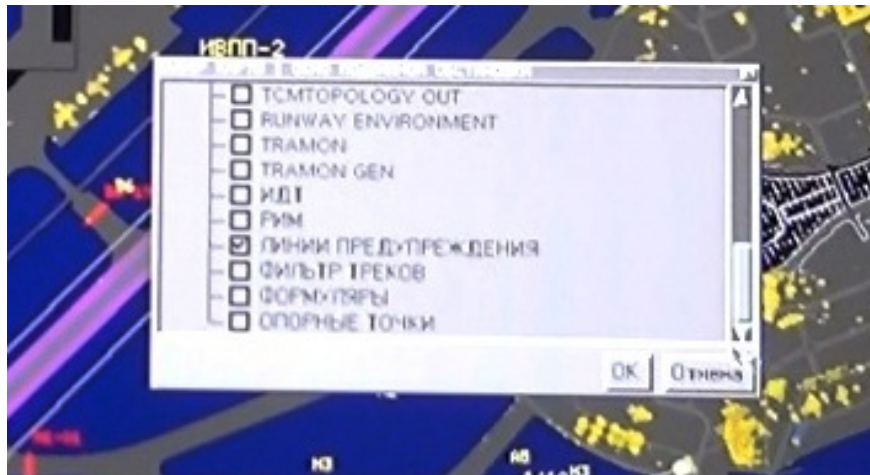 ИВПП-2
TCMTOPOLOGY OUT
RUNWAY ENVIRONMENT
TRAMON
TRAMON GEN
ИДТ
РИМ
ЛИНИИ ПРЕДУПРЕЖДЕНИЯ
ФИЛЬТР ТРЕКОВ
ФОРМУЛЯРЫ
ОПОРНЫЕ ТОЧКИ
OK Отмена
A8